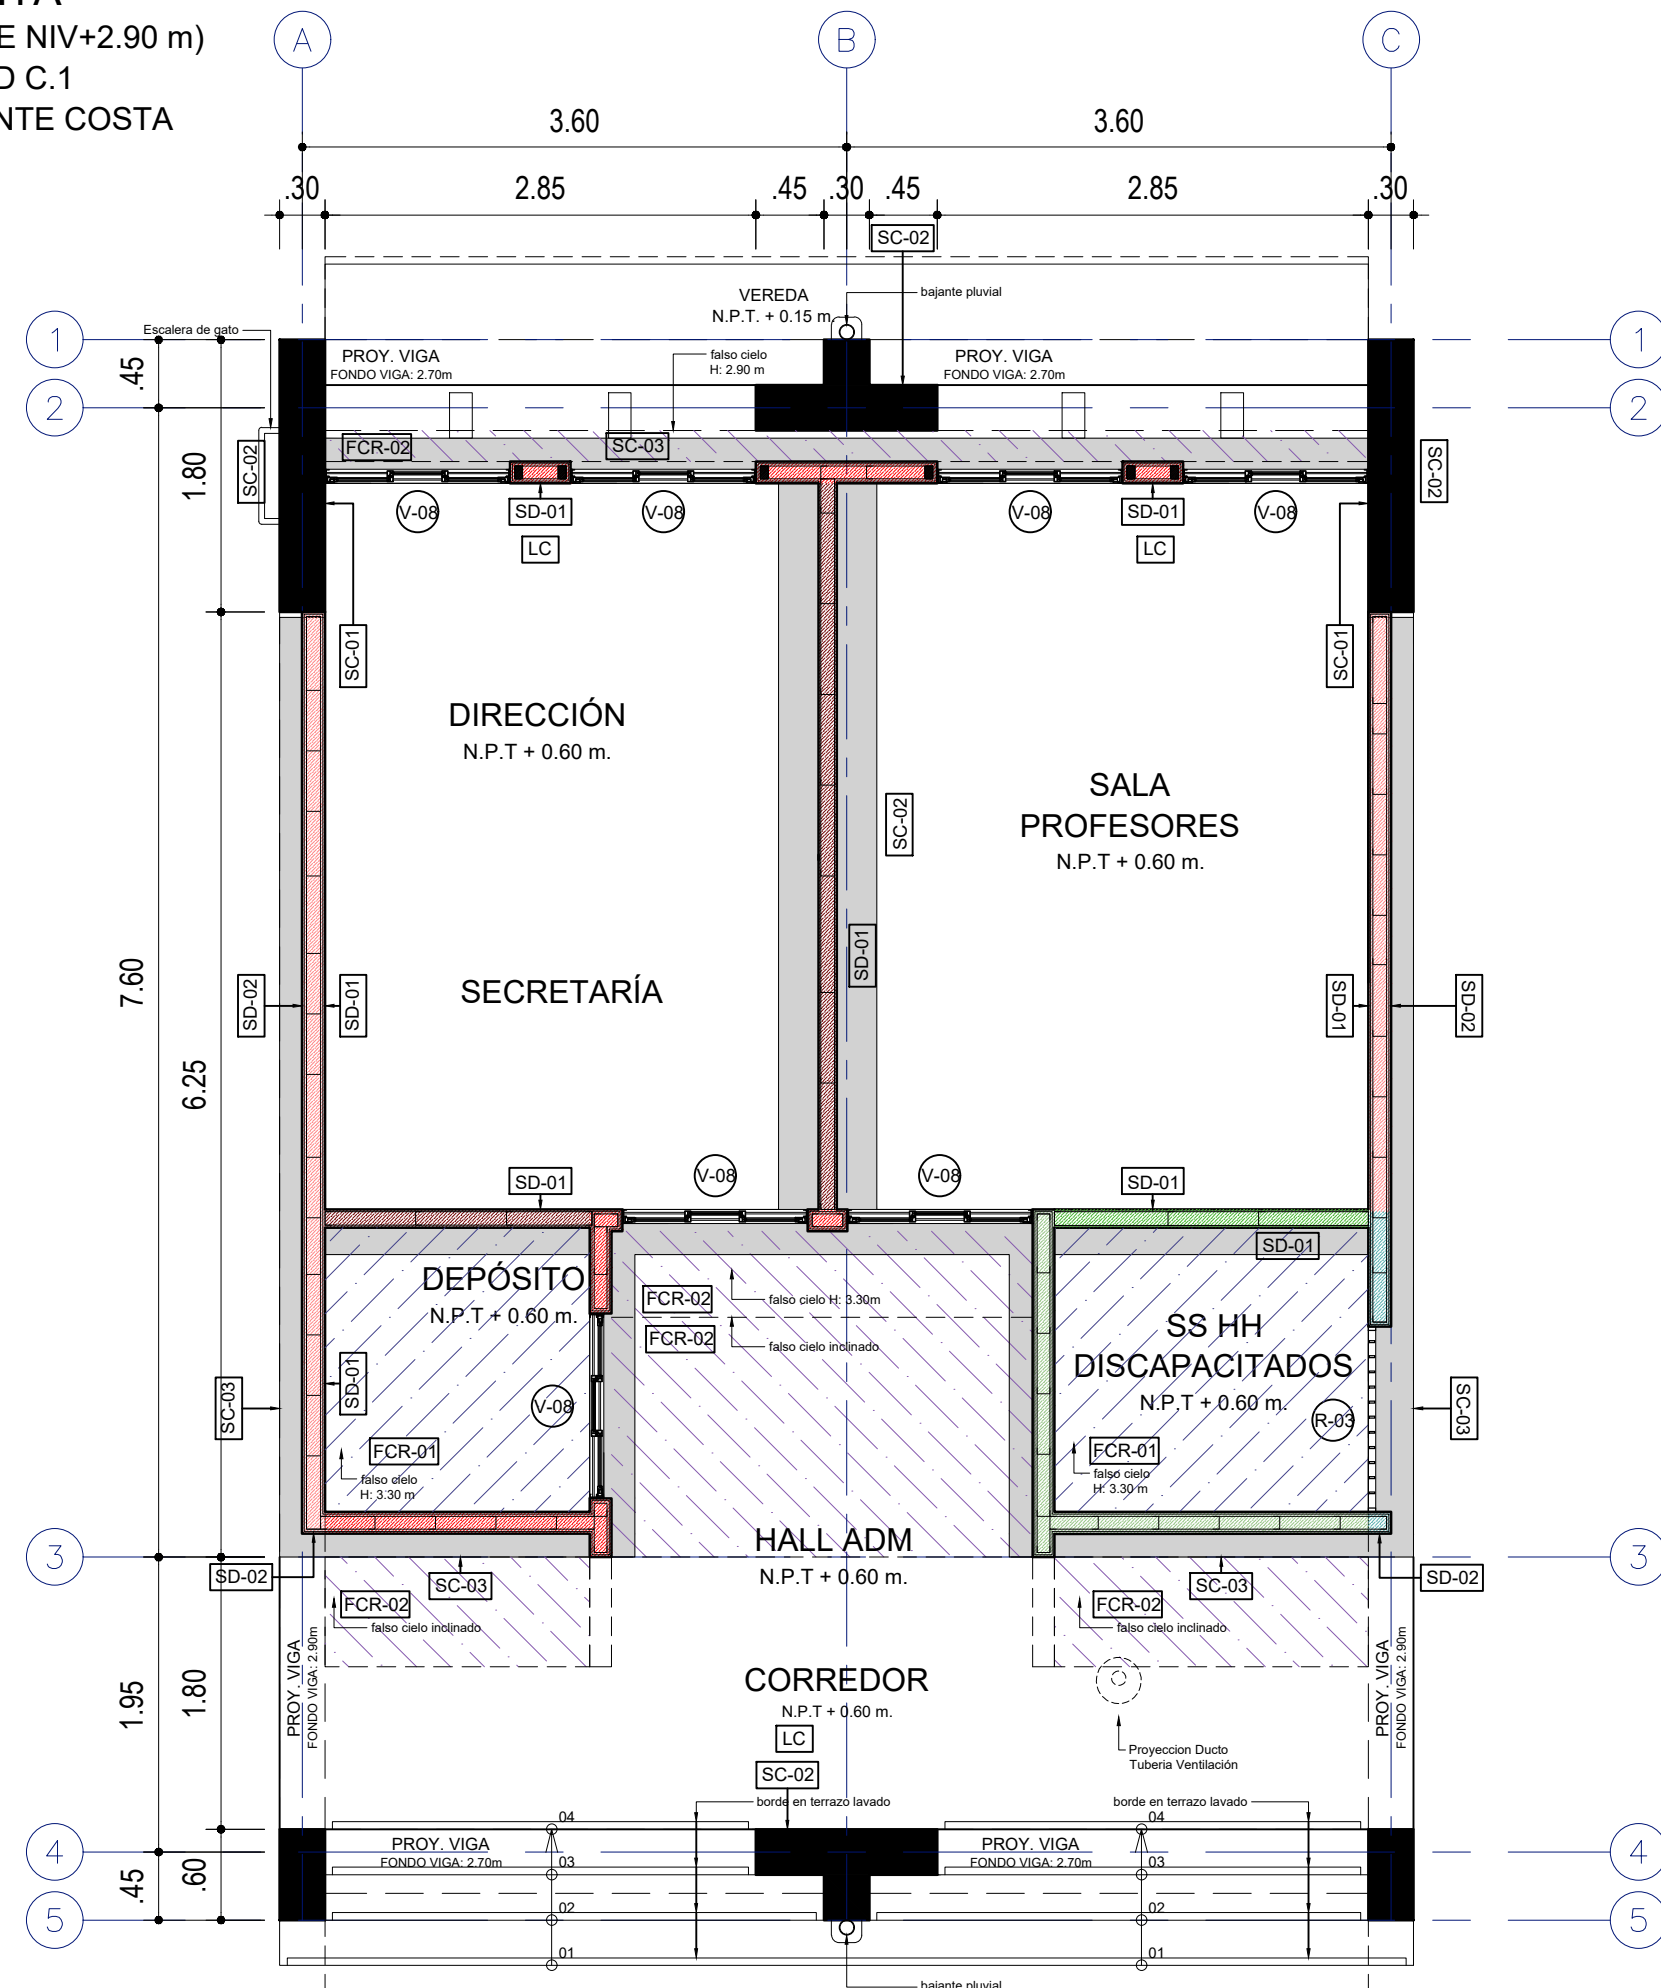 E NIV+2.90 m)
D C.1
NTE COSTA
A
B
C
3.60
3.60
.30
2.85
.45
.30
.45
2.85
.30
SC-02
VEREDA
N.P.T. + 0.15 m.
bajante pluvial
Escalera de gato
1
1
.45
PROY. VIGA
FONDO VIGA: 2.70m
falso cielo
H: 2.90 m
PROY. VIGA
FONDO VIGA: 2.70m
2
2
FCR-02
SC-03
SC-02
SC-02
1.80
V-08
SD-01
V-08
V-08
SD-01
V-08
LC
LC
SC-01
SC-01
DIRECCIÓN
N.P.T + 0.60 m.
SALA
PROFESORES
N.P.T + 0.60 m.
SC-02
SD-01
SECRETARÍA
7.60
6.25
SD-02
SD-01
SD-01
SD-02
SD-01
V-08
V-08
SD-01
SD-01
DEPÓSITO
N.P.T + 0.60 m.
FCR-02
falso cielo H: 3.30m
FCR-02
falso cielo inclinado
SS HH
DISCAPACITADOS
N.P.T + 0.60 m.
SC-03
SD-01
V-08
R-03
SC-03
FCR-01
falso cielo
H: 3.30 m
FCR-01
falso cielo
H: 3.30 m
HALL ADM
N.P.T + 0.60 m.
3
3
SD-02
SC-03
SC-03
SD-02
FCR-02
falso cielo inclinado
FCR-02
falso cielo inclinado
PROY. VIGA
FONDO VIGA: 2.90m
PROY. VIGA
FONDO VIGA: 2.90m
1.95
1.80
CORREDOR
N.P.T + 0.60 m.
LC
SC-02
Proyeccion Ducto
Tuberia Ventilación
borde en terrazo lavado
borde en terrazo lavado
04
04
4
4
PROY. VIGA
FONDO VIGA: 2.70m
PROY. VIGA
FONDO VIGA: 2.70m
03
03
.45
.60
02
02
5
5
01
01
bajante pluvial